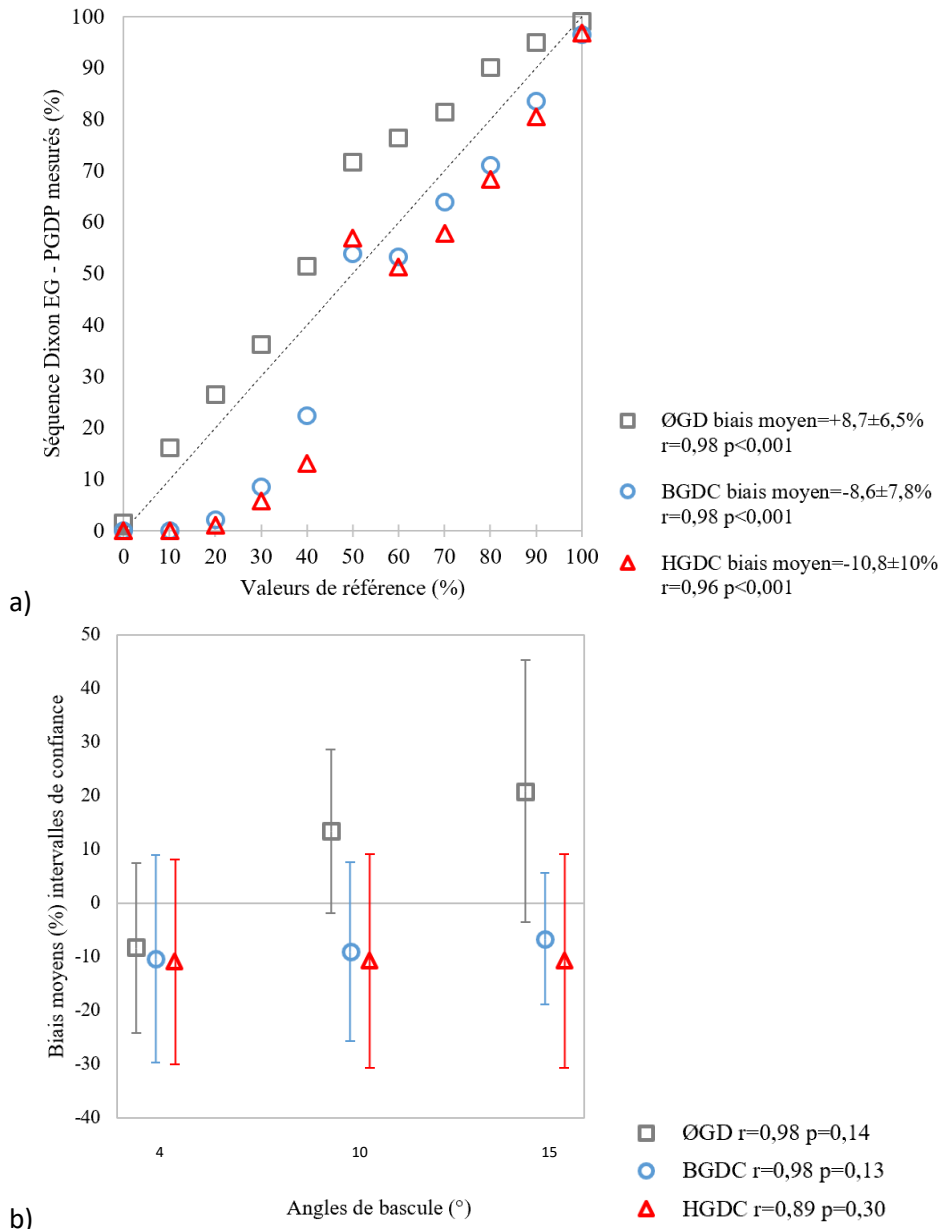 100
90
80
70
60
50
40
30
20
10
0
Séquence Dixon EG - PGDP mesurés (%)
0 10 20 30 40 50 60 70 80 90 100
Valeurs de référence (%)
ØGD biais moyen=+8,7±6,5%
r=0,98 p<0,001
BGDC biais moyen=-8,6±7,8%
r=0,98 p<0,001
HGDC biais moyen=-10,8±10%
r=0,96 p<0,001
a)
50
40
30
20
10
0
-10
-20
-30
-40
Biais moyens (%) intervalles de confiance
4 10 15
Angles de bascule (°)
ØGD r=0,98 p=0,14
BGDC r=0,98 p=0,13
HGDC r=0,89 p=0,30
b)